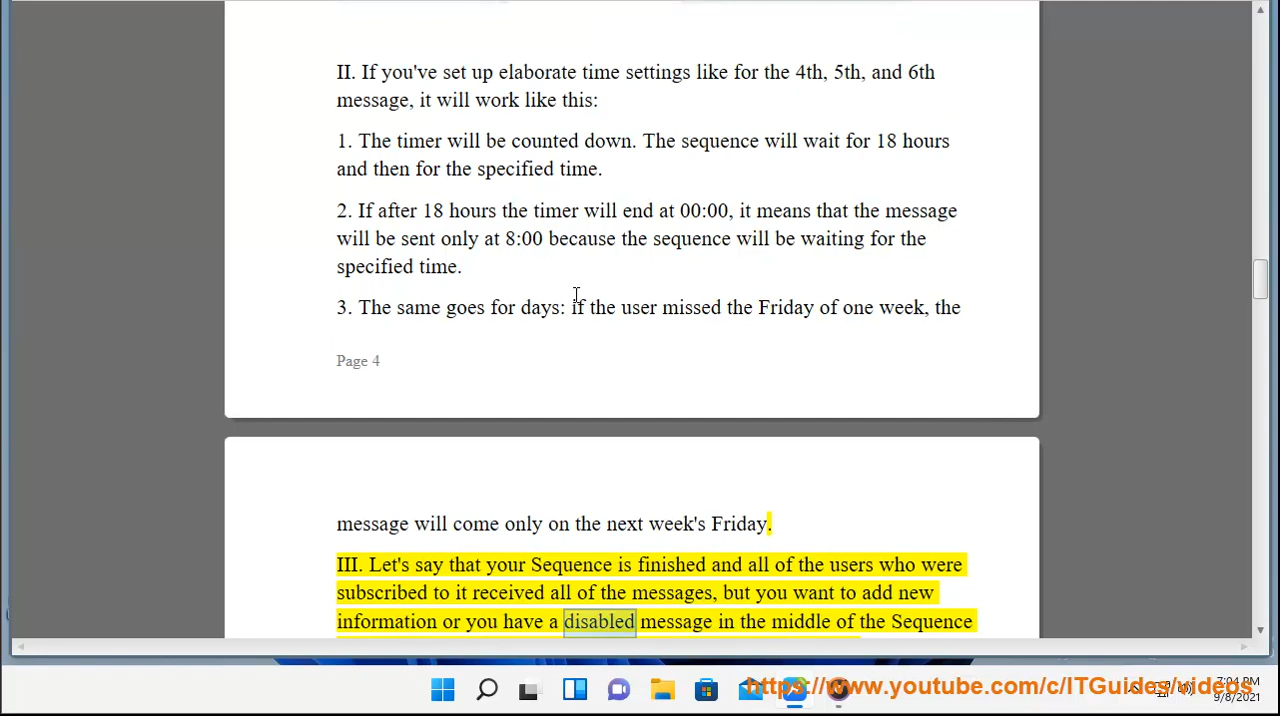 II. If you've set up elaborate time settings like for the 4th, 5th, and 6th
message, it will work like this:
1. The timer will be counted down. The sequence will wait for 18 hours
and then for the specified time.
2. If after 18 hours the timer will end at 00:00, it means that the message
will be sent only at 8:00 because the sequence will be waiting for the
specified time.
3. The same goes for days: if the user missed the Friday of one week, the
Page 4
message will come only on the next week's Friday.
III. Let's say that your Sequence is finished and all of the users who were
subscribed to it received all of the messages, but you want to add new
information or you have a disabled message in the middle of the Sequence
https://www.youtube.com/c/ITGuides/videos
7:04 PM
9/8/2021